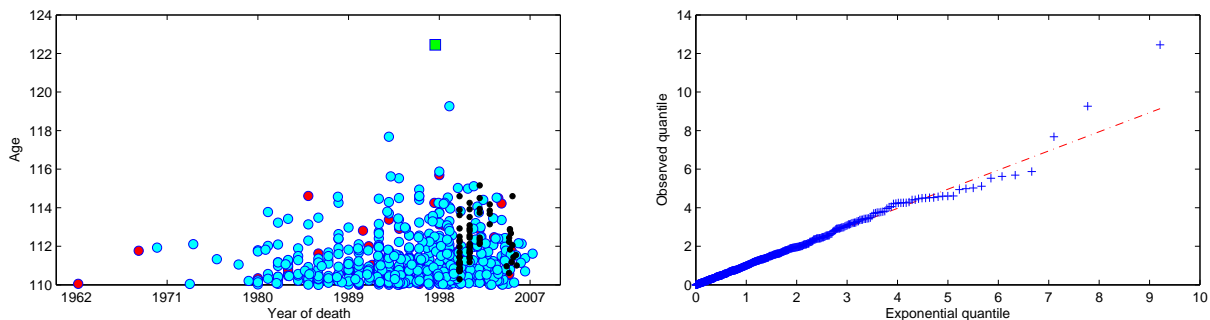 124
122
120
118
116
114
112
110
Age
1962 1971 1980 1989 1998 2007
Year of death
14
12
10
8
6
4
2
0
Observed quantile
0 1 2 3 4 5 6 7 8 9 10
Exponential quantile